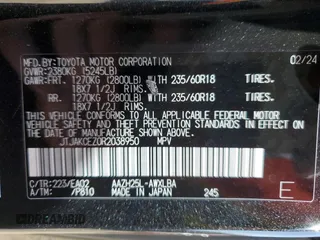 MFD.BY:TOYOTA MOTOR CORPORATION 02/24
GVWR:2380KG (5245LB)
GAWR:FRT. 1270KG (2800LB) WITH 235/60R18 TIRES.
18X7 1/2J RIMS.
RR. 1270KG (2800LB) WITH 235/60R18 TIRES.
18X7 1/2J RIMS.
THIS VEHICLE CONFORMS TO ALL APPLICABLE FEDERAL MOTOR
VEHICLE SAFETY AND THEFT PREVENTION STANDARDS IN EFFECT
ON THE DATE OF MANUFACTURE SHOWN ABOVE.
JTJAKCEZ0R2038950 MPV
C/TR: 223/EA02 AAZH25L-AWXLBA
A/TM: /P810 MADE IN JAPAN 245 E
DREAMBID